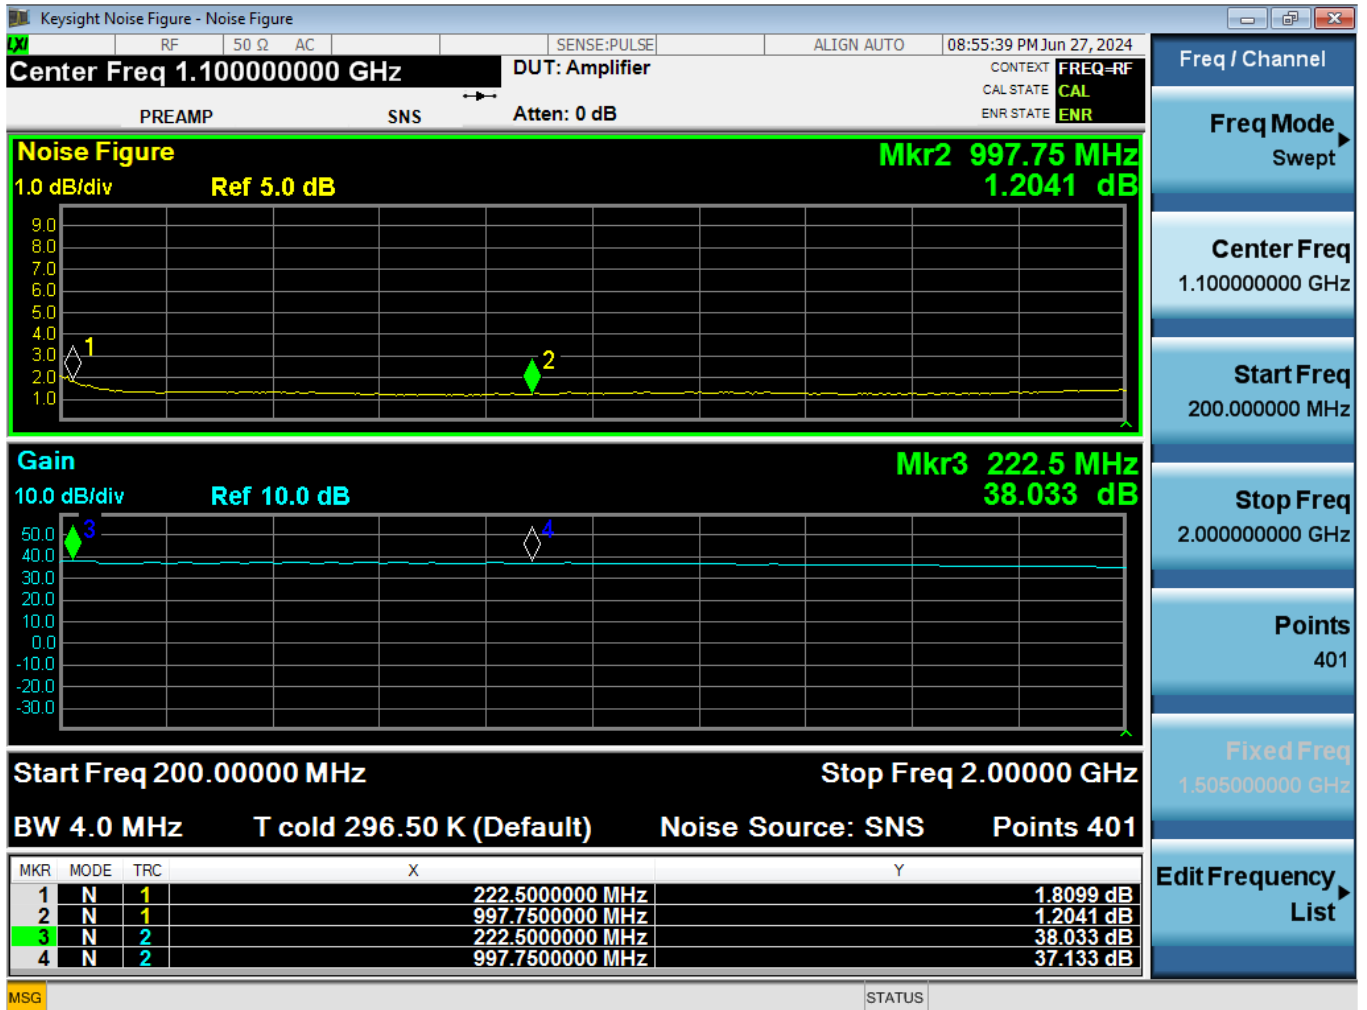 Keysight Noise Figure - Noise Figure
LXI RF 50 Ω AC SENSE:PULSE ALIGN AUTO 08:55:39 PM Jun 27, 2024
Center Freq 1.100000000 GHz DUT: Amplifier CONTEXT FREQ=RF
CAL STATE CAL
PREAMP SNS Atten: 0 dB ENR STATE ENR
Noise Figure Mkr2 997.75 MHz
1.0 dB/div Ref 5.0 dB 1.2041 dB
9.0
8.0
7.0
6.0
5.0
4.0
3.0
2.0
1.0
1
2
Gain Mkr3 222.5 MHz
10.0 dB/div Ref 10.0 dB 38.033 dB
50.0
40.0
30.0
20.0
10.0
0.0
-10.0
-20.0
-30.0
3
4
Start Freq 200.00000 MHz Stop Freq 2.00000 GHz
BW 4.0 MHz T cold 296.50 K (Default) Noise Source: SNS Points 401
MKR MODE TRC X Y
1 N 1 222.5000000 MHz 1.8099 dB
2 N 1 997.7500000 MHz 1.2041 dB
3 N 2 222.5000000 MHz 38.033 dB
4 N 2 997.7500000 MHz 37.133 dB
MSG STATUS
Freq / Channel
Freq Mode
Swept
Center Freq
1.100000000 GHz
Start Freq
200.000000 MHz
Stop Freq
2.000000000 GHz
Points
401
Fixed Freq
1.505000000 GHz
Edit Frequency
List